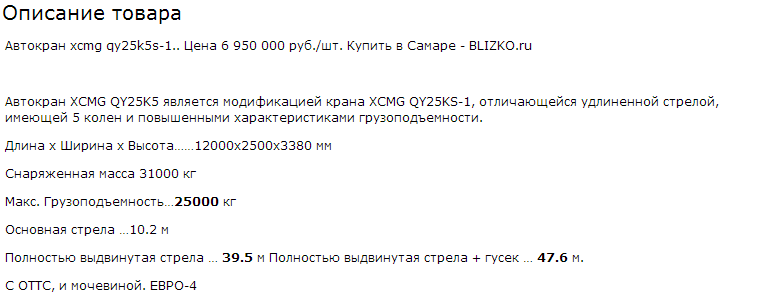 Описание товара
Автокран xcmg qy25k5s-1.. Цена 6 950 000 руб./шт. Купить в Самаре - BLIZKO.ru
Автокран XCMG QY25K5 является модификацией крана XCMG QY25KS-1, отличающейся удлиненной стрелой,
имеющей 5 колен и повышенными характеристиками грузоподъемности.
Длина х Ширина х Высота......12000х2500х3380 мм
Снаряженная масса 31000 кг
Макс. Грузоподъемность...25000 кг
Основная стрела ...10.2 м
Полностью выдвинутая стрела ... 39.5 м Полностью выдвинутая стрела + гусек ... 47.6 м.
С ОТТС, и мочевиной. ЕВРО-4